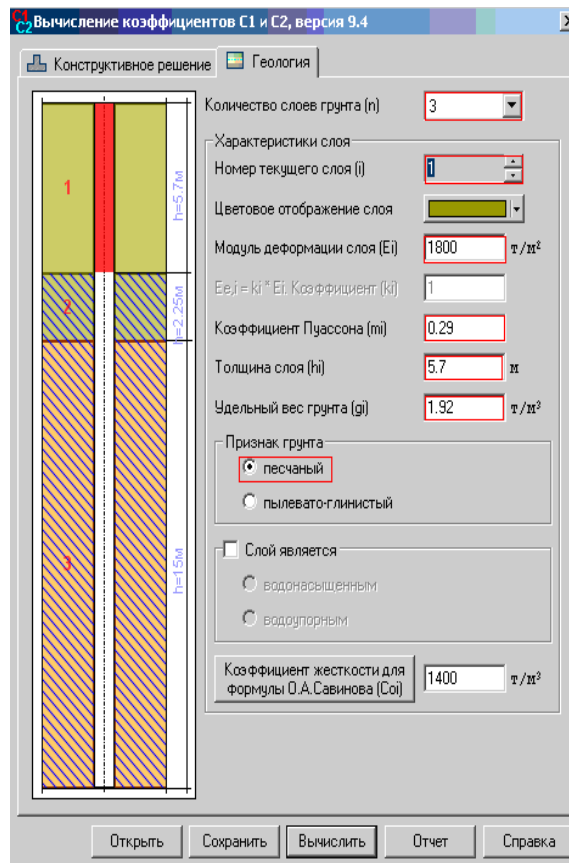 C1 C2 Вычисление коэффициентов C1 и C2, версия 9.4
Конструктивное решение
Геология
Количество слоев грунта (n)
3
Характеристики слоя
Номер текущего слоя (i)
1
Цветовое отображение слоя
Модуль деформации слоя (Ei)
1800
т/м²
Ee,i = ki * Ei. Коэффициент (ki)
1
Коэффициент Пуассона (mi)
0.29
Толщина слоя (hi)
5.7
м
Удельный вес грунта (gi)
1.92
т/м³
Признак грунта
песчаный
пылевато-глинистый
Слой является
водонасыщенным
водоупорным
Коэффициент жесткости для
формулы О.А.Савинова (Coi)
1400
т/м³
1
h=5.7м
2
h=2.25м
3
h=15м
Открыть
Сохранить
Вычислить
Отчет
Справка